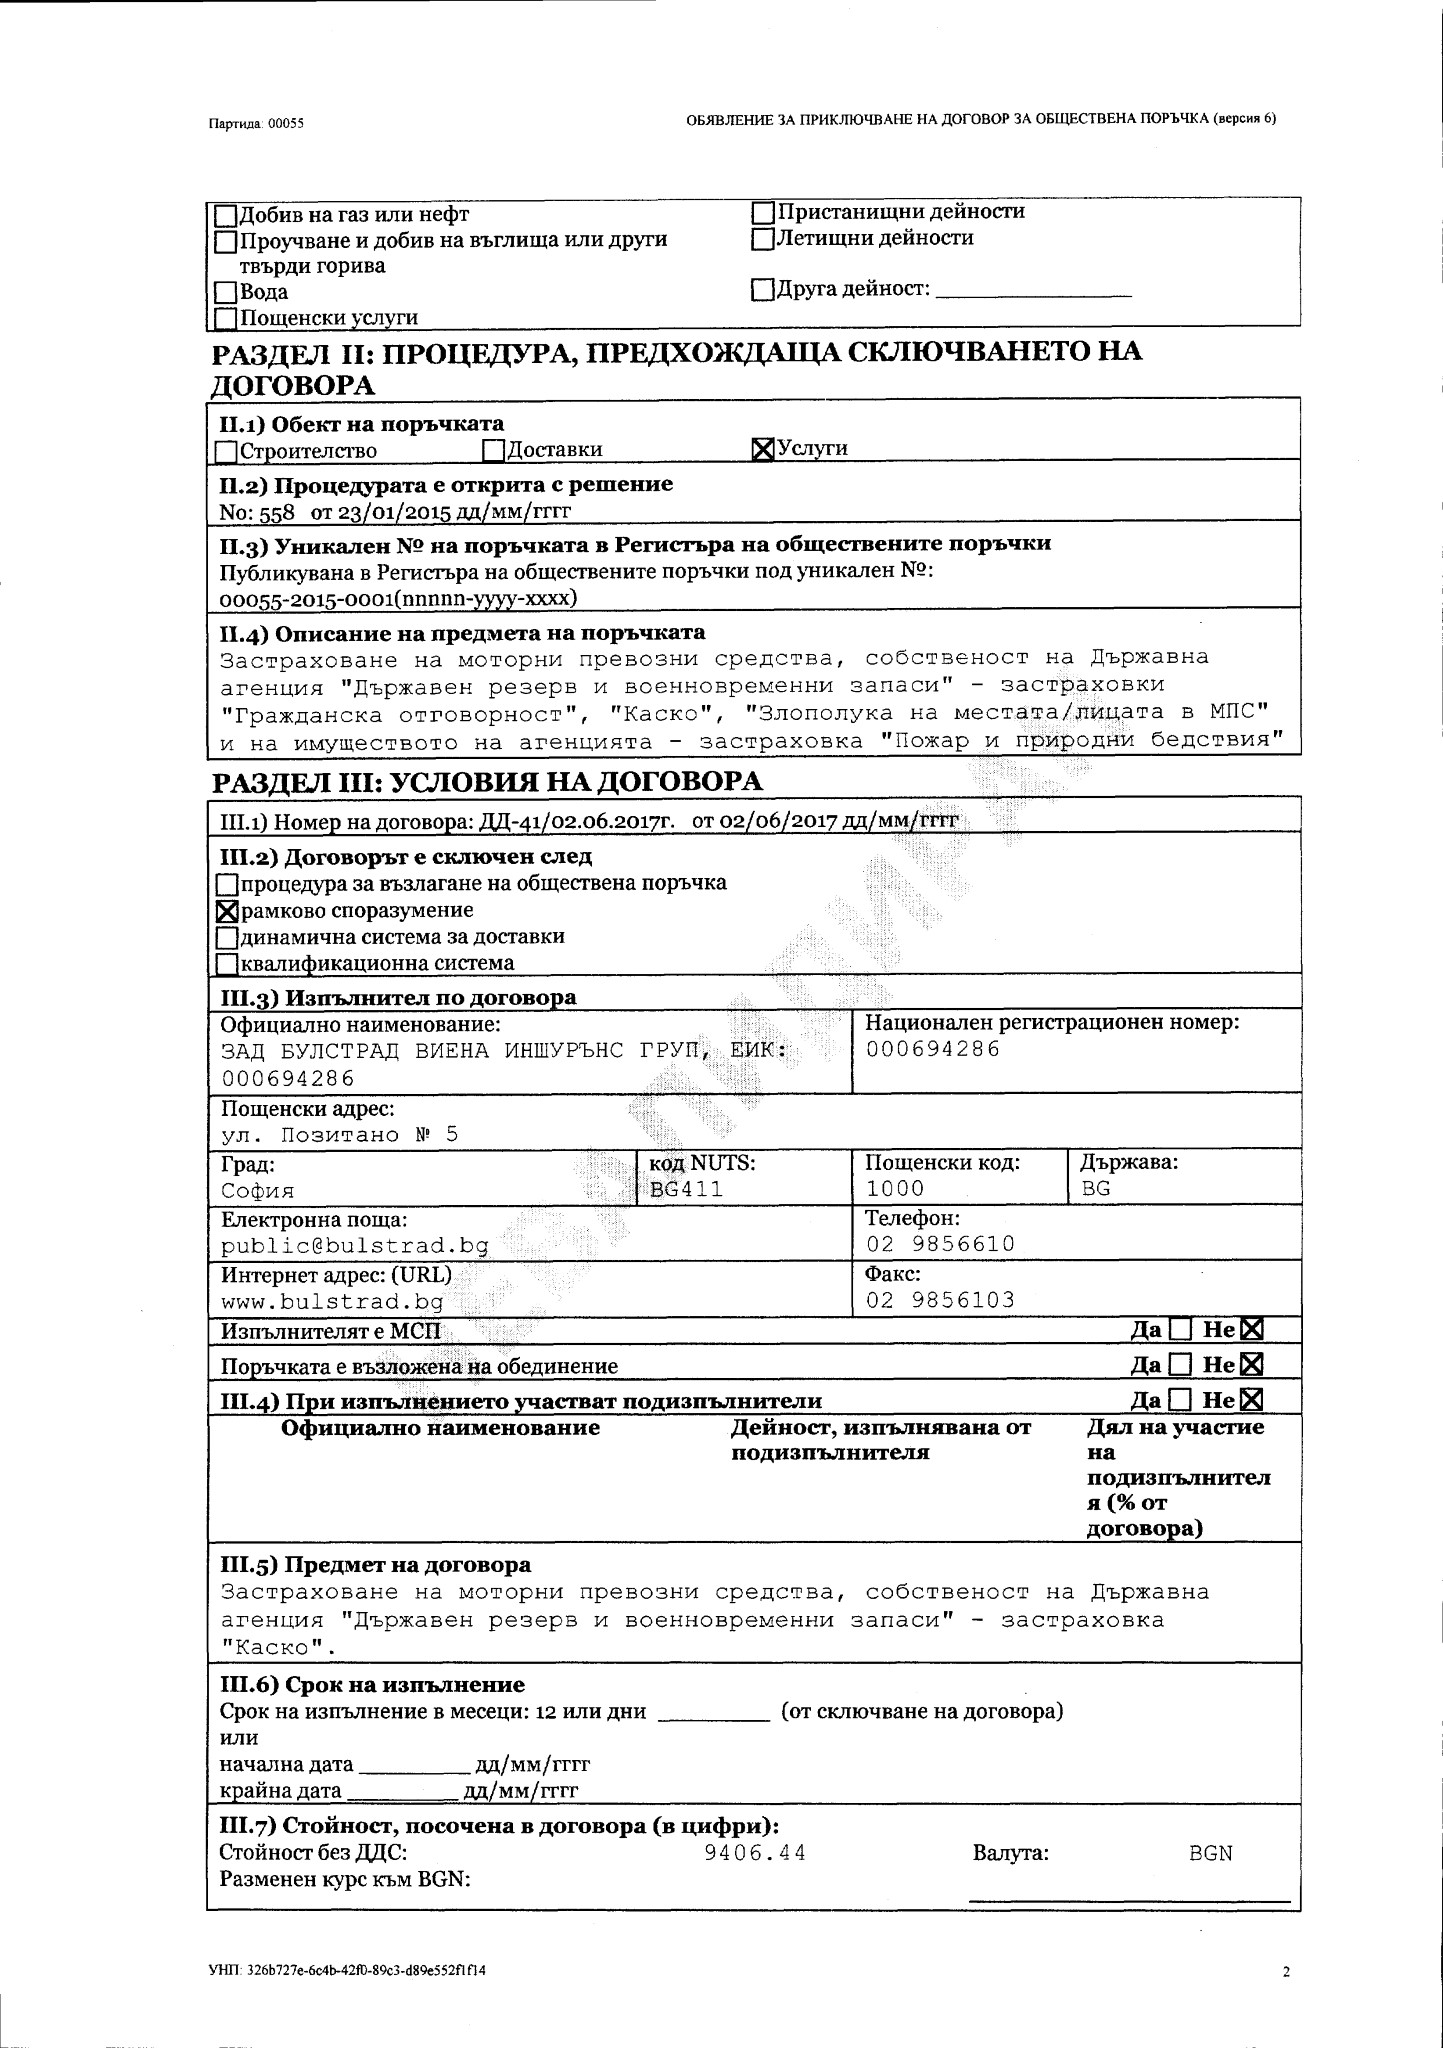 Партида: 00055
ОБЯВЛЕНИЕ ЗА ПРИКЛЮЧВАНЕ НА ДОГОВОР ЗА ОБЩЕСТВЕНА ПОРЪЧКА (версия 6)
Добив на газ или нефт
Пристанищни дейности
Проучване и добив на въглища или други
Летищни дейности
твърди горива
Вода
Друга дейност:
Пощенски услуги
РАЗДЕЛ II: ПРОЦЕДУРА, ПРЕДХОЖДАЩА СКЛЮЧВАНЕТО НА
ДОГОВОРА
II.1) Обект на поръчката
Строителство Доставки Услуги
II.2) Процедурата е открита с решение
No: 558 от 23/01/2015 дд/мм/гггг
II.3) Уникален № на поръчката в Регистъра на обществените поръчки
Публикувана в Регистъра на обществените поръчки под уникален №:
00055-2015-0001(nnnnn-yyyy-xxxx)
II.4) Описание на предмета на поръчката
Застраховане на моторни превозни средства, собственост на Държавна
агенция "Държавен резерв и военновременни запаси" - застраховки
"Гражданска отговорност", "Каско", "Злополука на местата/лицата в МПС"
и на имуществото на агенцията - застраховка "Пожар и природни бедствия"
РАЗДЕЛ III: УСЛОВИЯ НА ДОГОВОРА
III.1) Номер на договора: ДД-41/02.06.2017г. от 02/06/2017 дд/мм/гггг
III.2) Договорът е сключен след
процедура за възлагане на обществена поръчка
рамково споразумение
динамична система за доставки
квалификационна система
III.3) Изпълнител по договора
Официално наименование:
ЗАД БУЛСТРАД ВИЕНА ИНШУРЪНС ГРУП, ЕИК:
000694286
Национален регистрационен номер:
000694286
Пощенски адрес:
ул. Позитано № 5
Град:
София
код NUTS:
BG411
Пощенски код:
1000
Държава:
BG
Електронна поща:
public@bulstrad.bg
Телефон:
02 9856610
Интернет адрес: (URL)
www.bulstrad.bg
Факс:
02 9856103
Изпълнителят е МСП Да Не
Поръчката е възложена на обединение Да Не
III.4) При изпълнението участват подизпълнители Да Не
Официално наименование
Дейност, изпълнявана от
подизпълнителя
Дял на участие
на
подизпълнител
я (% от
договора)
III.5) Предмет на договора
Застраховане на моторни превозни средства, собственост на Държавна
агенция "Държавен резерв и военновременни запаси" - застраховка
"Каско".
III.6) Срок на изпълнение
Срок на изпълнение в месеци: 12 или дни (от сключване на договора)
или
начална дата дд/мм/гггг
крайна дата дд/мм/гггг
III.7) Стойност, посочена в договора (в цифри):
Стойност без ДДС: 9406.44 Валута: BGN
Разменен курс към BGN:
УНП: 326b727e-6c4b-42f0-89c3-d89e552f1f14
2